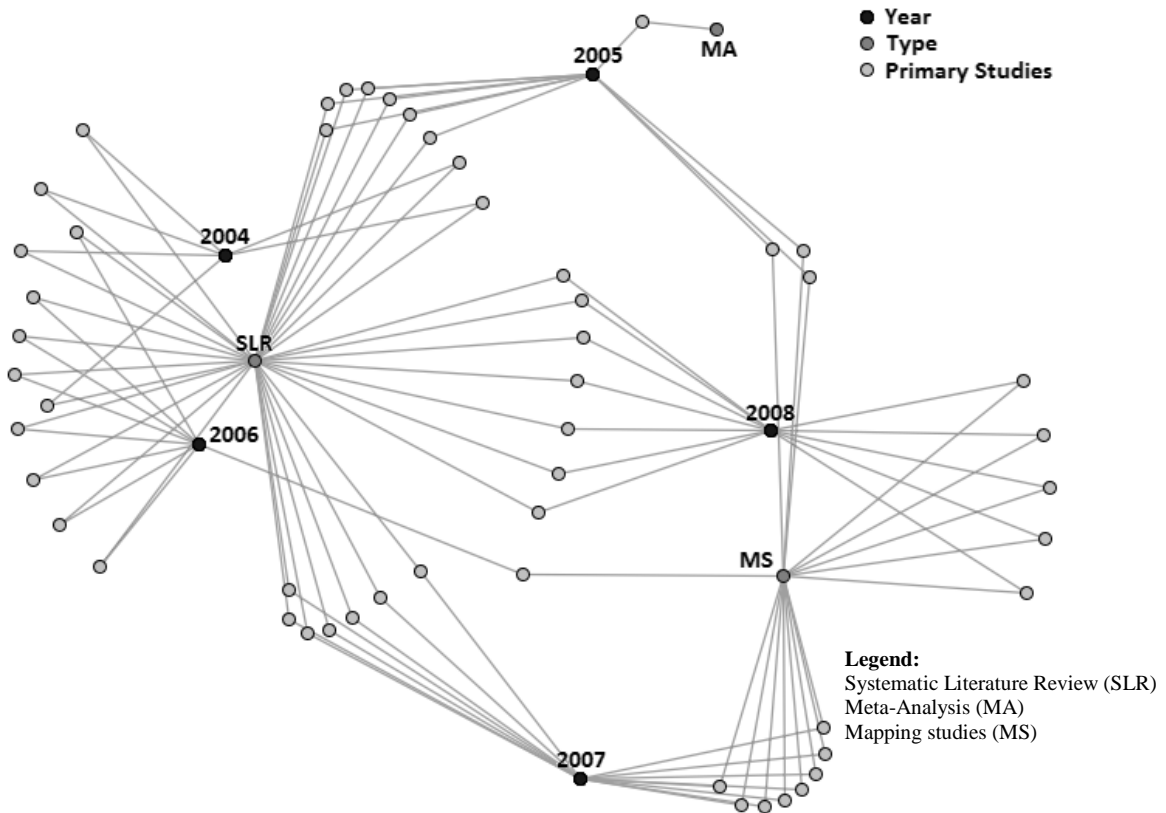 Year
Type
Primary Studies
MA
2005
2004
SLR
2006
2008
MS
2007
Legend:
Systematic Literature Review (SLR)
Meta-Analysis (MA)
Mapping studies (MS)